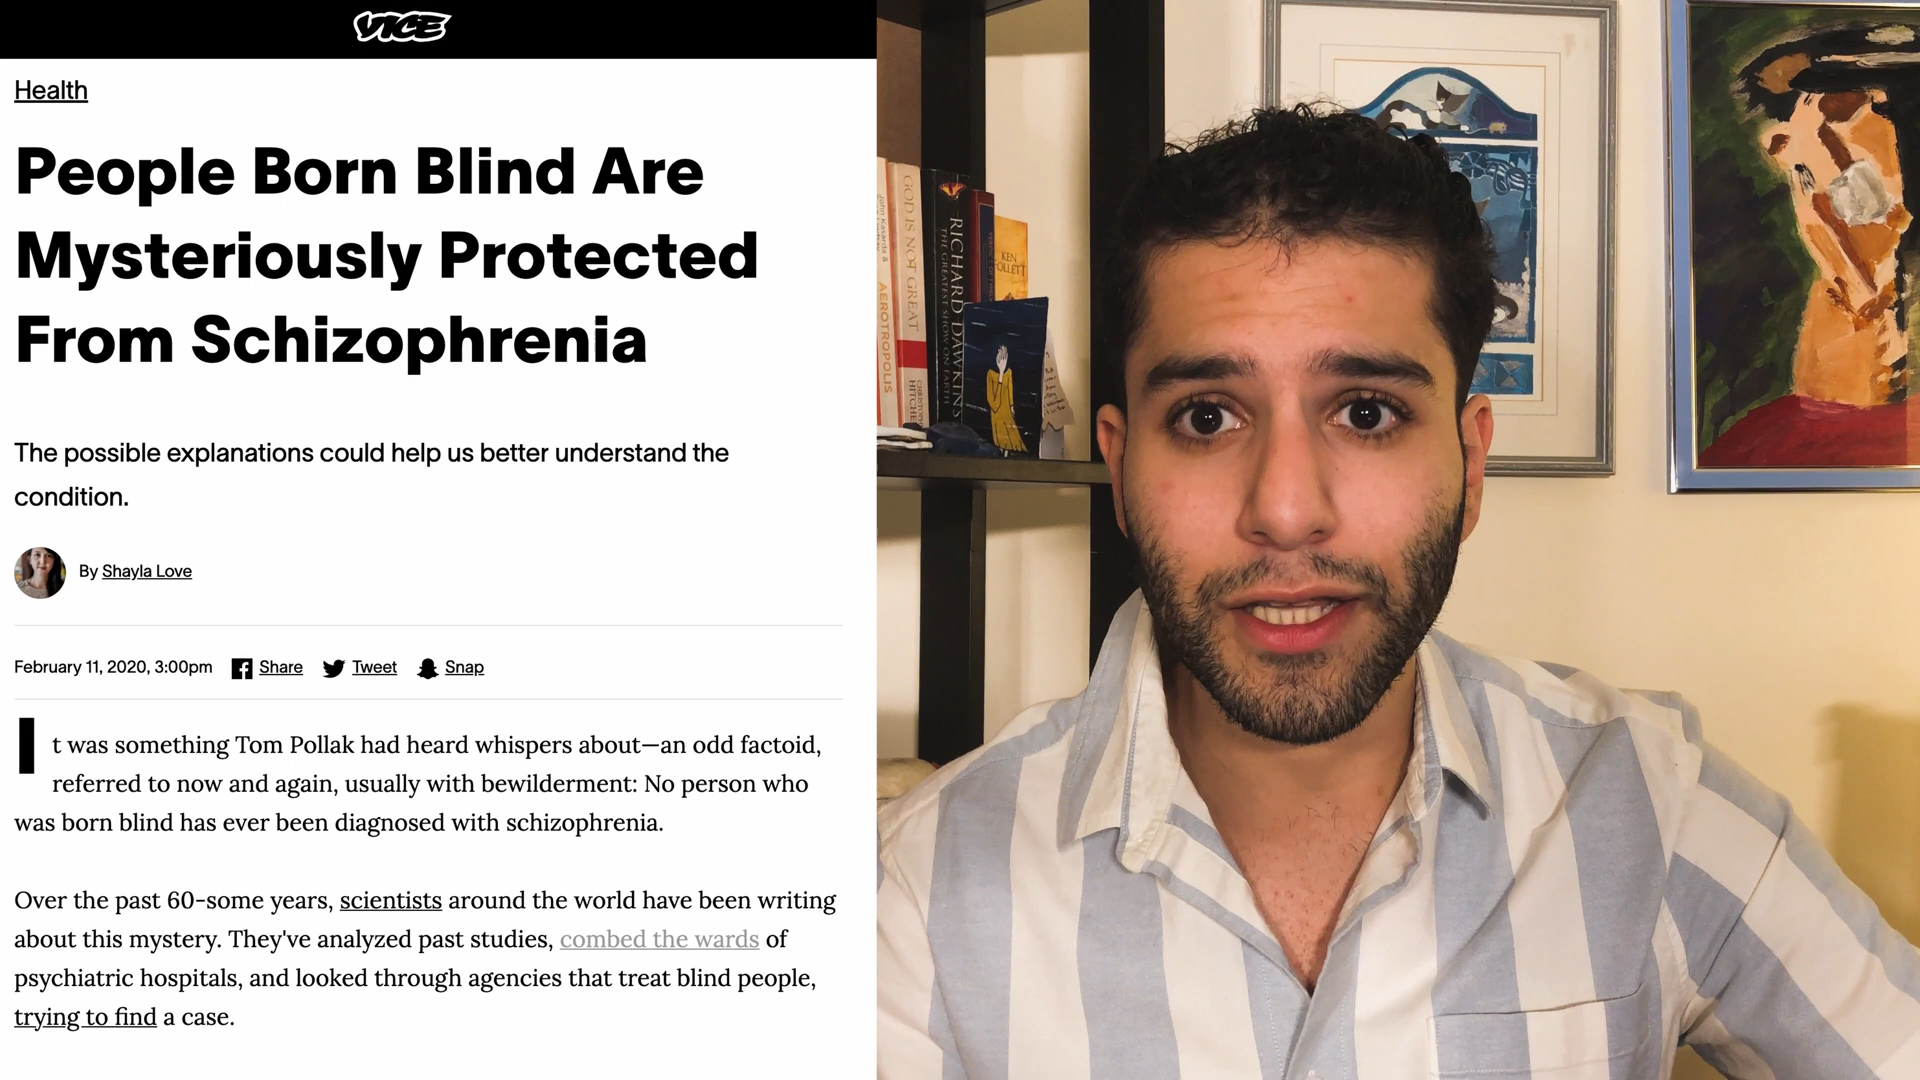 VICE
Health
People Born Blind Are
Mysteriously Protected
From Schizophrenia
The possible explanations could help us better understand the
condition.
By Shayla Love
February 11, 2020, 3:00pm
Share
Tweet
Snap
It was something Tom Pollak had heard whispers about—an odd factoid,
referred to now and again, usually with bewilderment: No person who
was born blind has ever been diagnosed with schizophrenia.
Over the past 60-some years, scientists around the world have been writing
about this mystery. They've analyzed past studies, combed the wards of
psychiatric hospitals, and looked through agencies that treat blind people,
trying to find a case.
AEROTROPOLIS
GOD IS NOT GREAT
RICHARD DAWKINS
THE GREATEST SHOW ON EARTH
KEN
FOLLETT